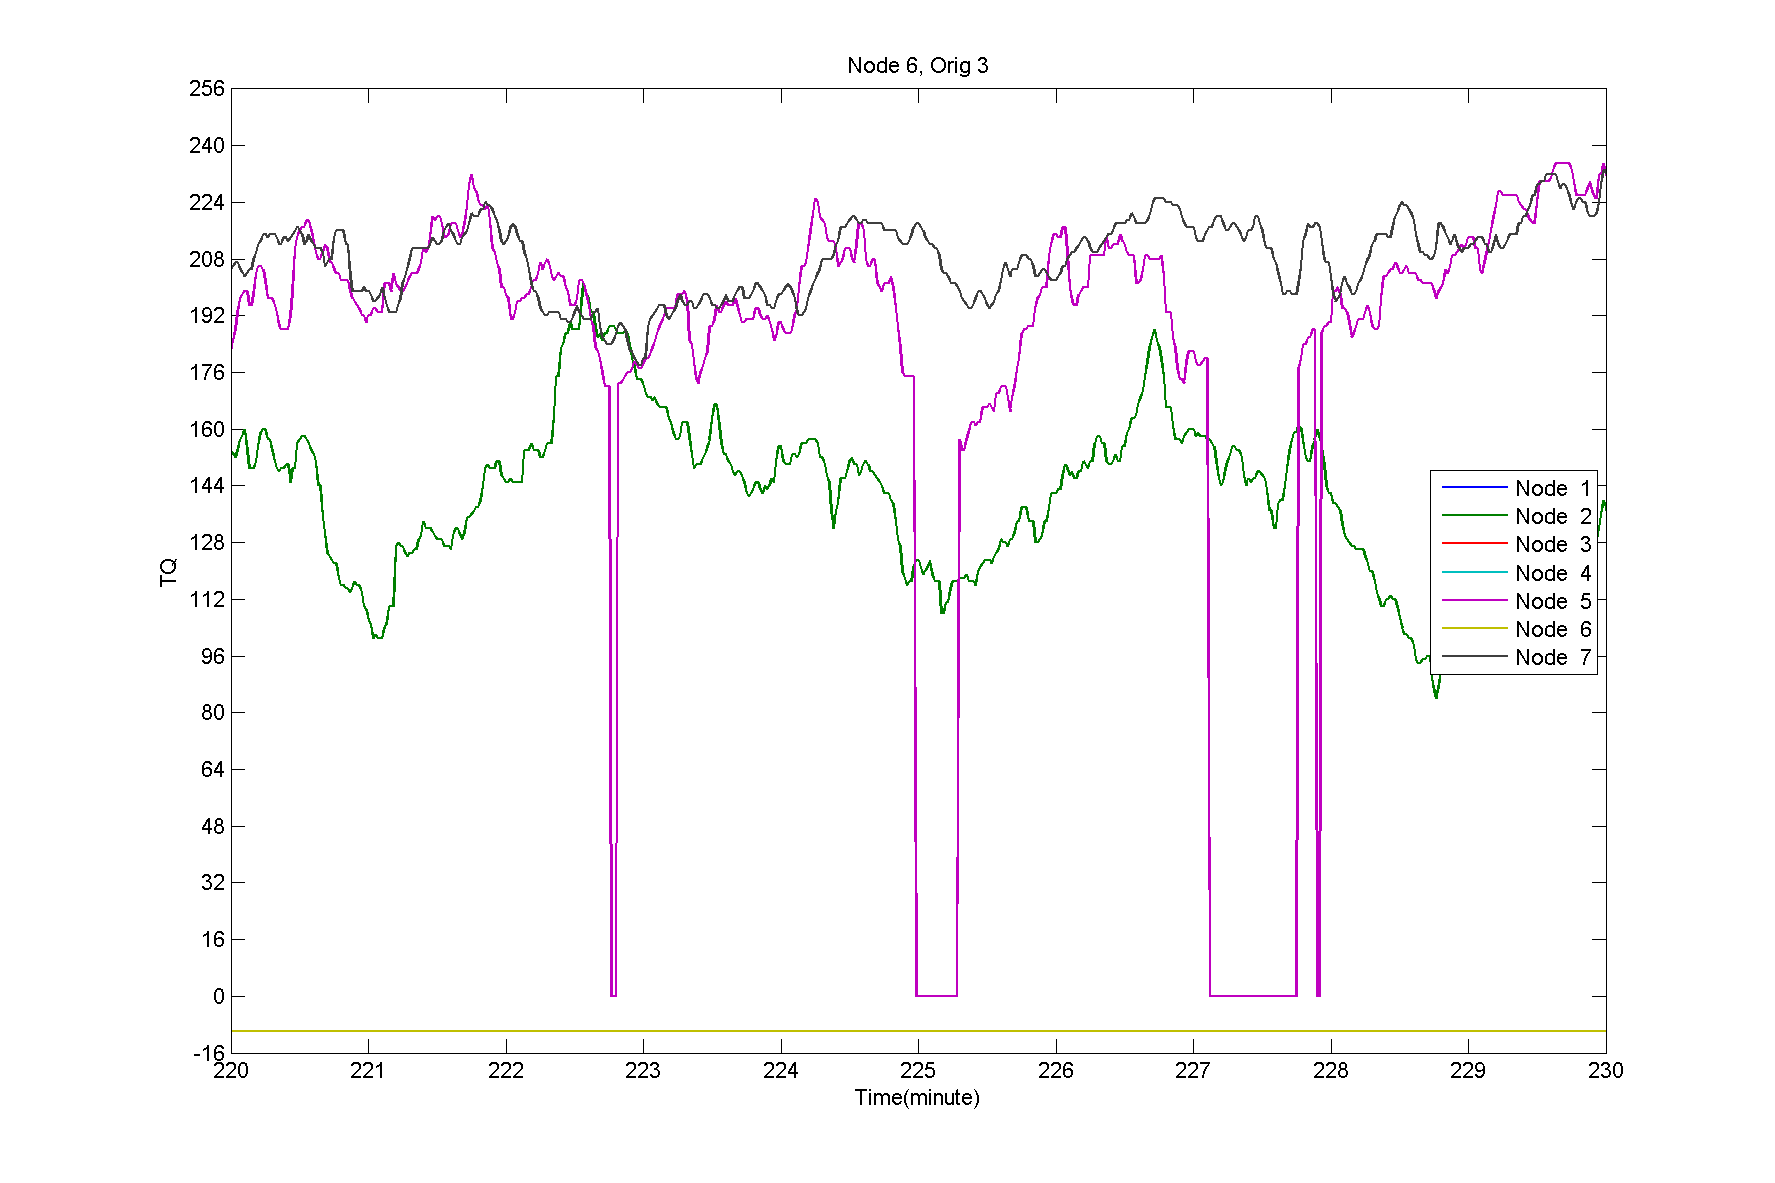 Node 6, Orig 3
256
240
224
208
192
176
160
144
128
112
96
80
64
48
32
16
0
-16
TQ
220 221 222 223 224 225 226 227 228 229 230
Time(minute)
Node 1
Node 2
Node 3
Node 4
Node 5
Node 6
Node 7